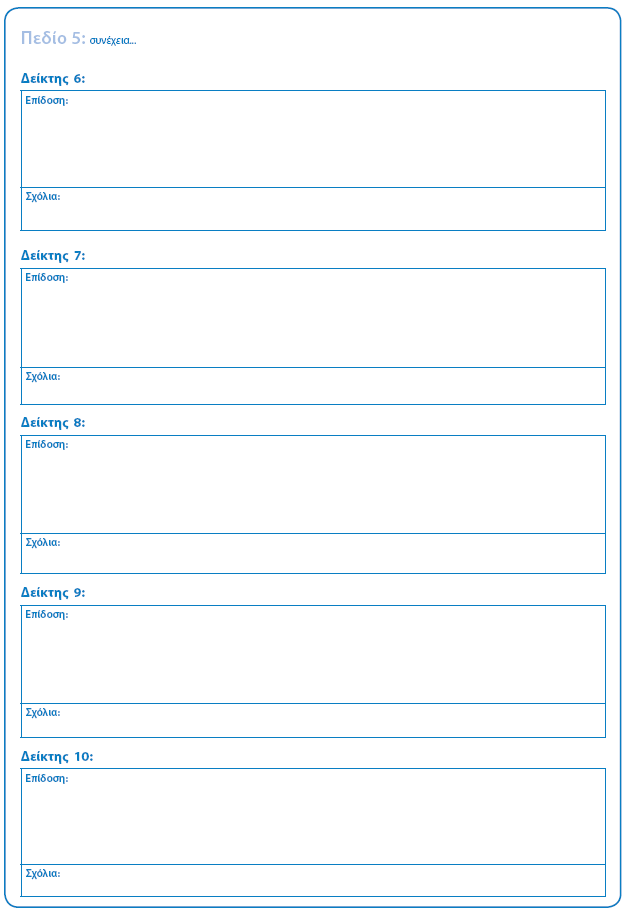 Πεδίο 5: συνέχεια...
Δείκτης 6:
Επίδοση:
Σχόλια:
Δείκτης 7:
Επίδοση:
Σχόλια:
Δείκτης 8:
Επίδοση:
Σχόλια:
Δείκτης 9:
Επίδοση:
Σχόλια:
Δείκτης 10:
Επίδοση:
Σχόλια: